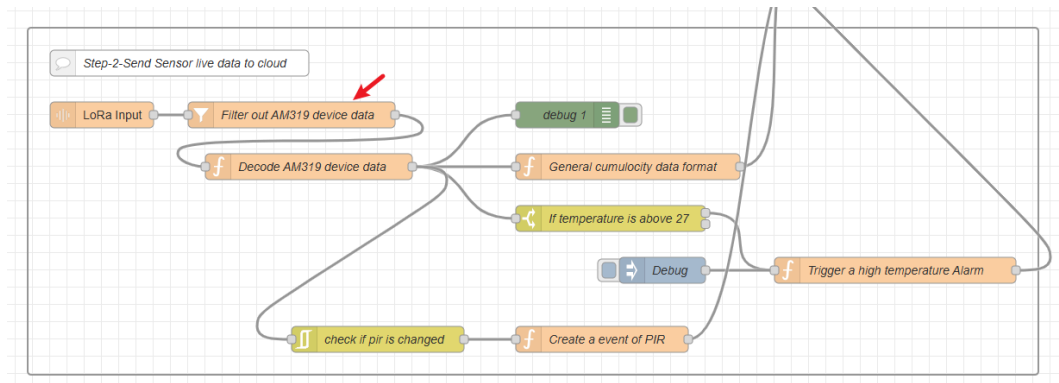 Step-2-Send Sensor live data to cloud
LoRa Input
Filter out AM319 device data
debug 1
Decode AM319 device data
General cumulocity data format
If temperature is above 27
Debug
Trigger a high temperature Alarm
check if pir is changed
Create a event of PIR